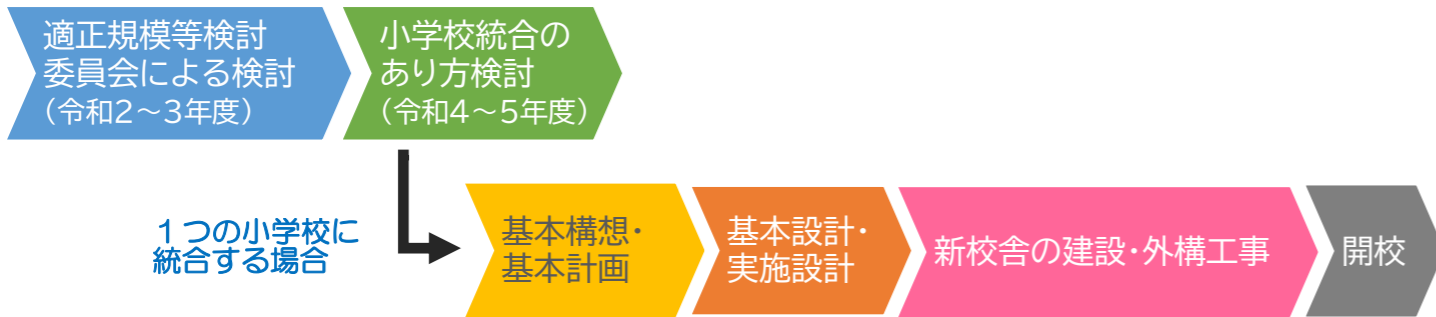 適正規模等検討
委員会による検討
（令和2～3年度）
小学校統合の
あり方検討
（令和4～5年度）
１つの小学校に
統合する場合
基本構想・
基本計画
基本設計・
実施設計
新校舎の建設・外構工事
開校